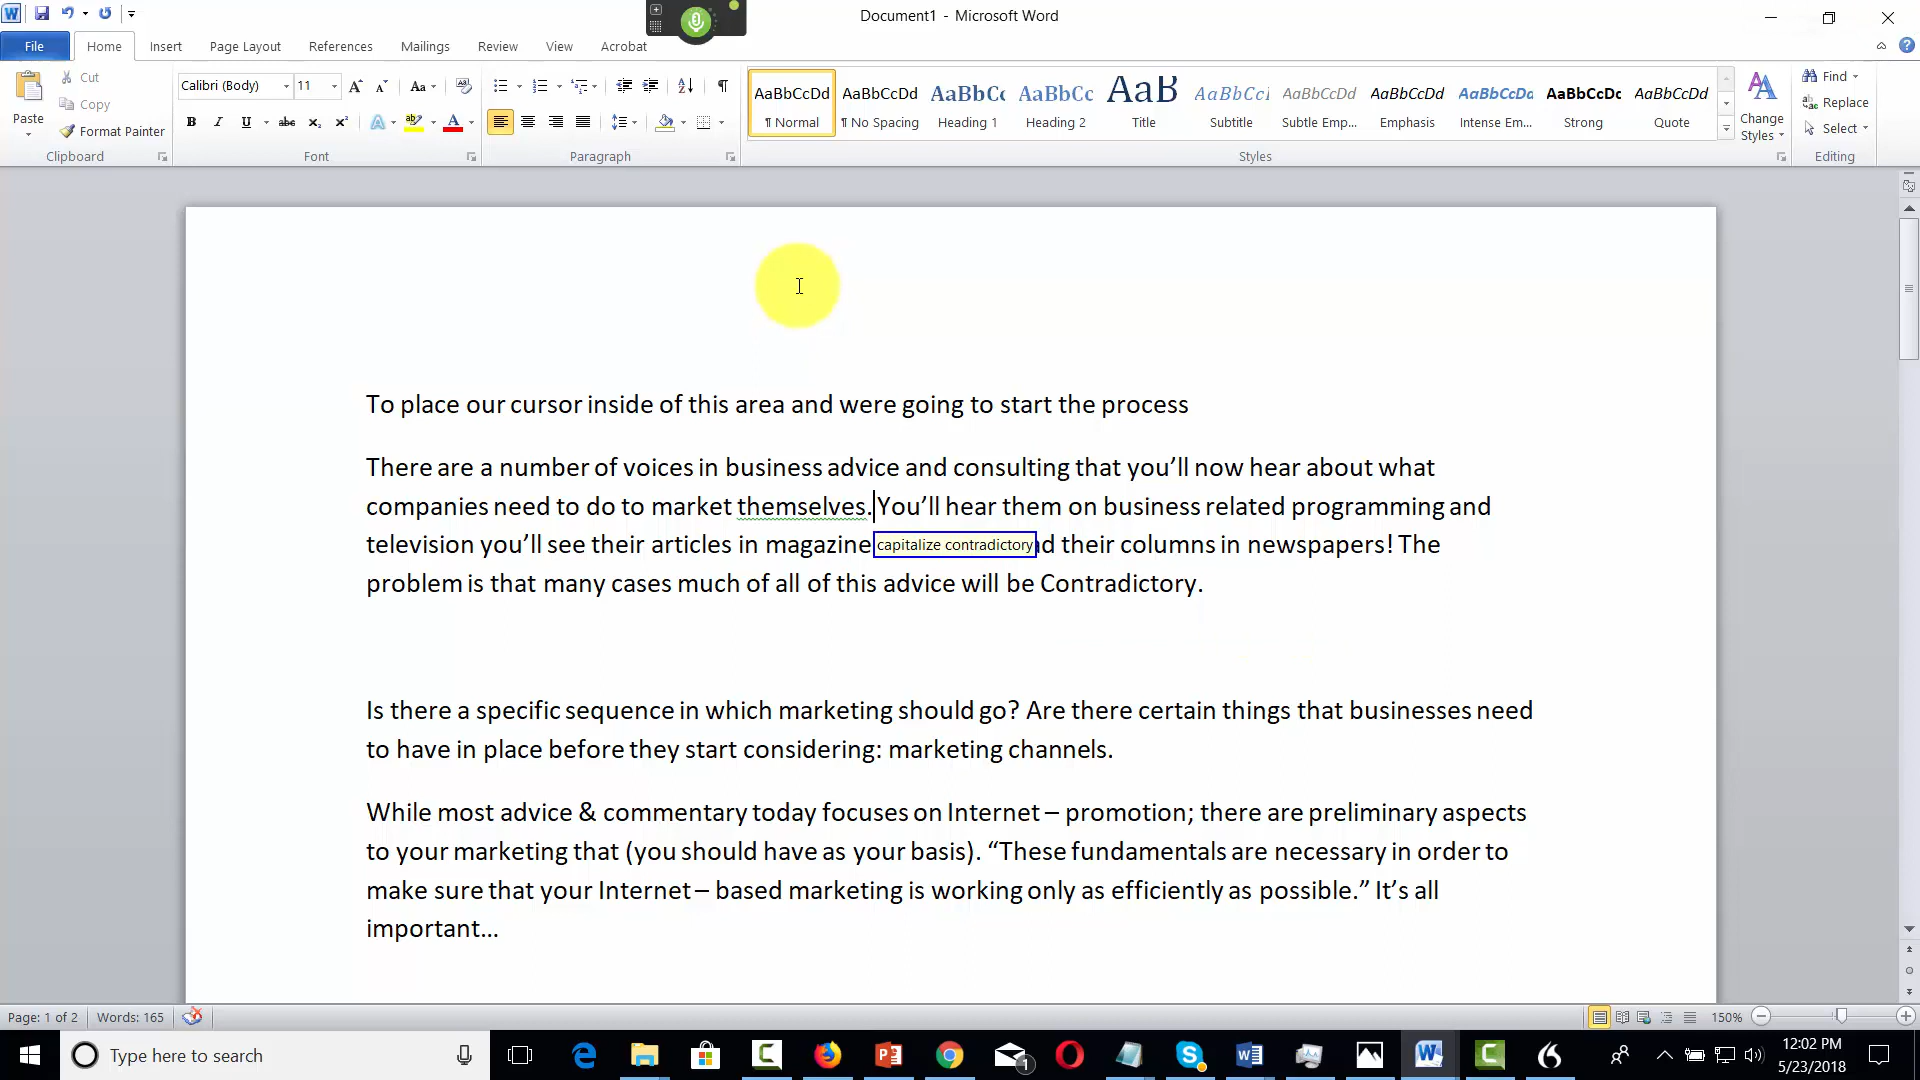 Document1 - Microsoft Word
File Home Insert Page Layout References Mailings Review View Acrobat
Cut
Copy
Format Painter
Paste
Clipboard
Calibri (Body) 11
Font
Paragraph
AaBbCcDd AaBbCcDd AaBbCc AaBbCc AaB AaBbCcI AaBbCcDd AaBbCcDd AaBbCcDd AaBbCcDc AaBbCcDd
¶ Normal ¶ No Spacing Heading 1 Heading 2 Title Subtitle Subtle Emp... Emphasis Intense Em... Strong Quote
Styles
Change
Styles
Find
Replace
Select
Editing
To place our cursor inside of this area and were going to start the process
There are a number of voices in business advice and consulting that you’ll now hear about what
companies need to do to market themselves. You’ll hear them on business related programming and
television you’ll see their articles in magazine capitalize contradictory d their columns in newspapers! The
problem is that many cases much of all of this advice will be Contradictory.
Is there a specific sequence in which marketing should go? Are there certain things that businesses need
to have in place before they start considering: marketing channels.
While most advice & commentary today focuses on Internet – promotion; there are preliminary aspects
to your marketing that (you should have as your basis). “These fundamentals are necessary in order to
make sure that your Internet – based marketing is working only as efficiently as possible.” It’s all
important…
Page: 1 of 2 Words: 165 150%
Type here to search
1
12:02 PM
5/23/2018